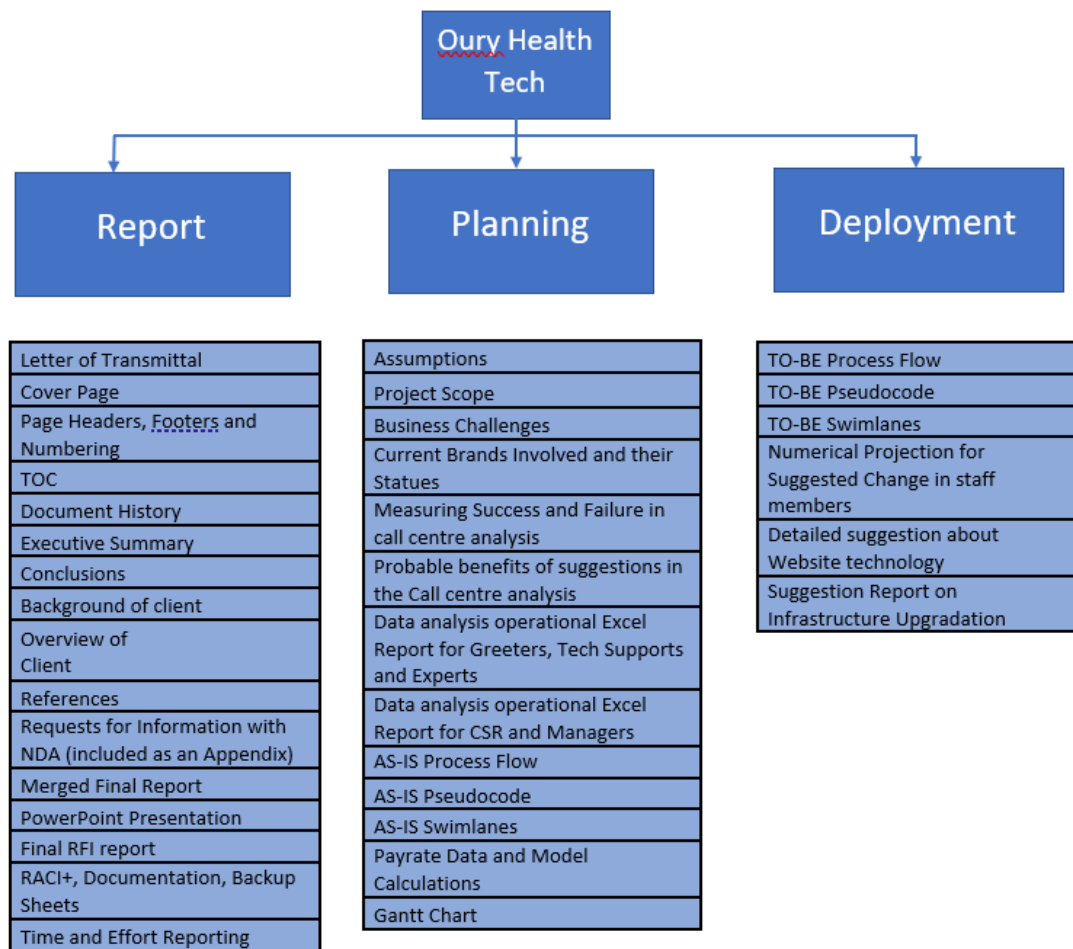 Oury Health
Tech
Report
Planning
Deployment
Letter of Transmittal
Cover Page
Page Headers, Footers and
Numbering
TOC
Document History
Executive Summary
Conclusions
Background of client
Overview of
Client
References
Requests for Information with
NDA (included as an Appendix)
Merged Final Report
PowerPoint Presentation
Final RFI report
RACI+, Documentation, Backup
Sheets
Time and Effort Reporting
Assumptions
Project Scope
Business Challenges
Current Brands Involved and their
Statues
Measuring Success and Failure in
call centre analysis
Probable benefits of suggestions in
the Call centre analysis
Data analysis operational Excel
Report for Greeters, Tech Supports
and Experts
Data analysis operational Excel
Report for CSR and Managers
AS-IS Process Flow
AS-IS Pseudocode
AS-IS Swimlanes
Payrate Data and Model
Calculations
Gantt Chart
TO-BE Process Flow
TO-BE Pseudocode
TO-BE Swimlanes
Numerical Projection for
Suggested Change in staff
members
Detailed suggestion about
Website technology
Suggestion Report on
Infrastructure Upgradation